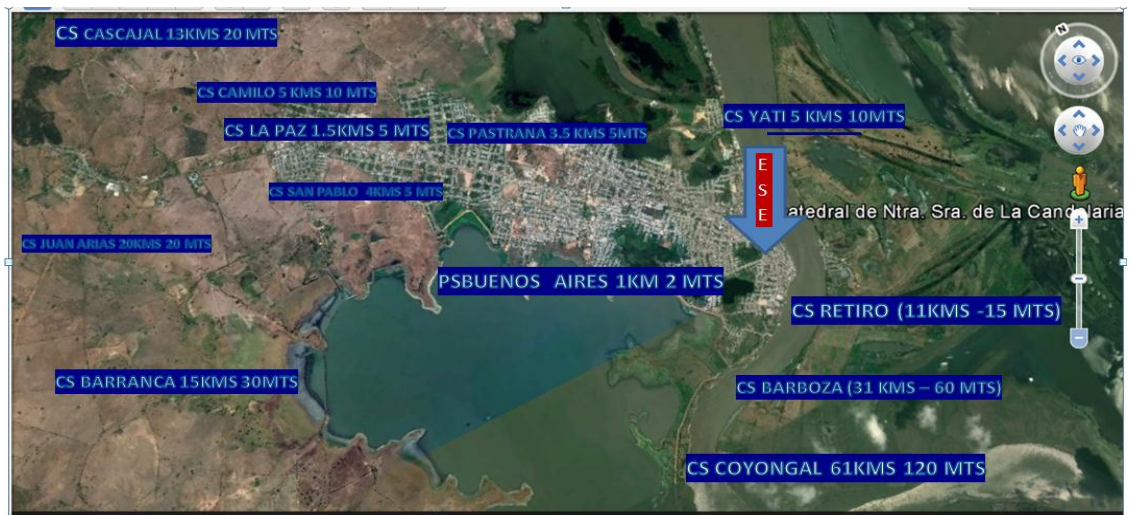 N
CS CASCAJAL 13KMS 20 MTS
CS CAMILO 5 KMS 10 MTS
CS LA PAZ 1.5KMS 5 MTS
CS PASTRANA 3.5 KMS 5MTS
CS YATI 5 KMS 10MTS
ESE
CS SAN PABLO 4KMS 5 MTS
atedral de Ntra. Sra. de La Candelaria
CS JUAN ARIAS 20KMS 20 MTS
PSBUENOS AIRES 1KM 2 MTS
CS RETIRO (11KMS -15 MTS)
CS BARRANCA 15KMS 30MTS
CS BARBOZA (31 KMS – 60 MTS)
CS COYONGAL 61KMS 120 MTS